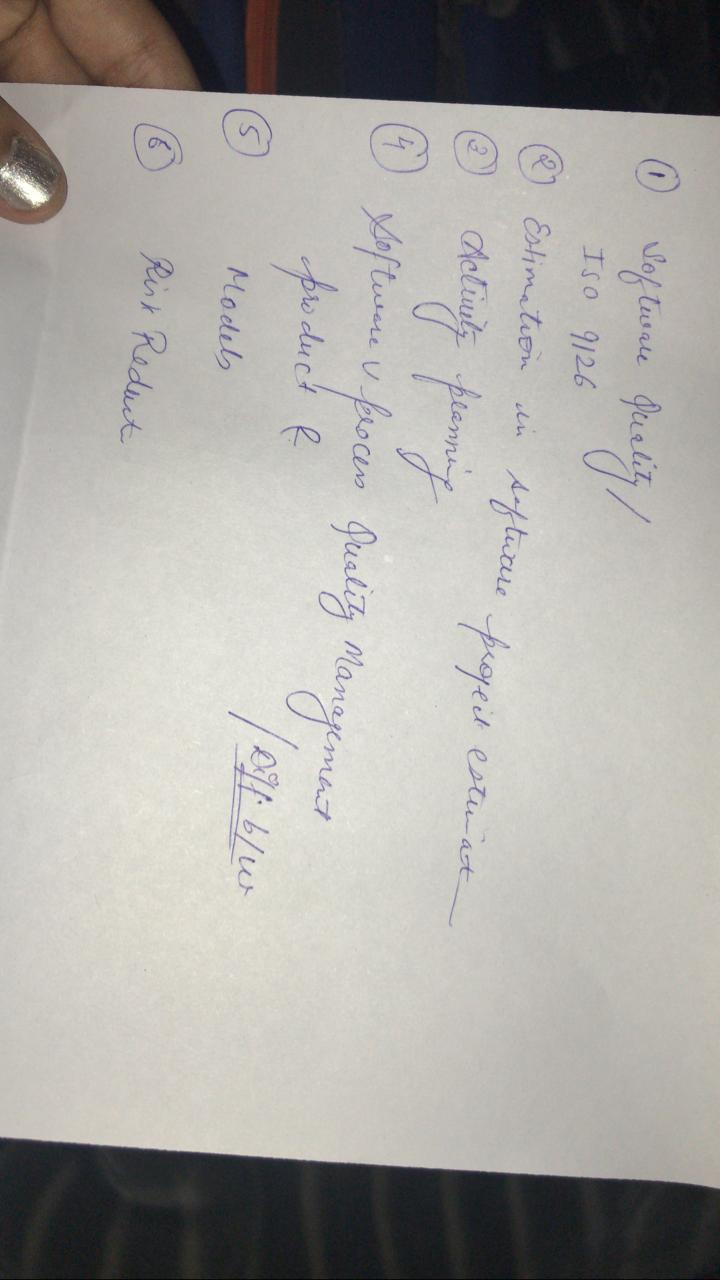 ① Software Quality /
ISO 9126
② Estimation in software project estimat
③ Activity planning
④ Software process Quality Management
product &
⑤ Models / Diff. b/w
⑥ Risk Reduct